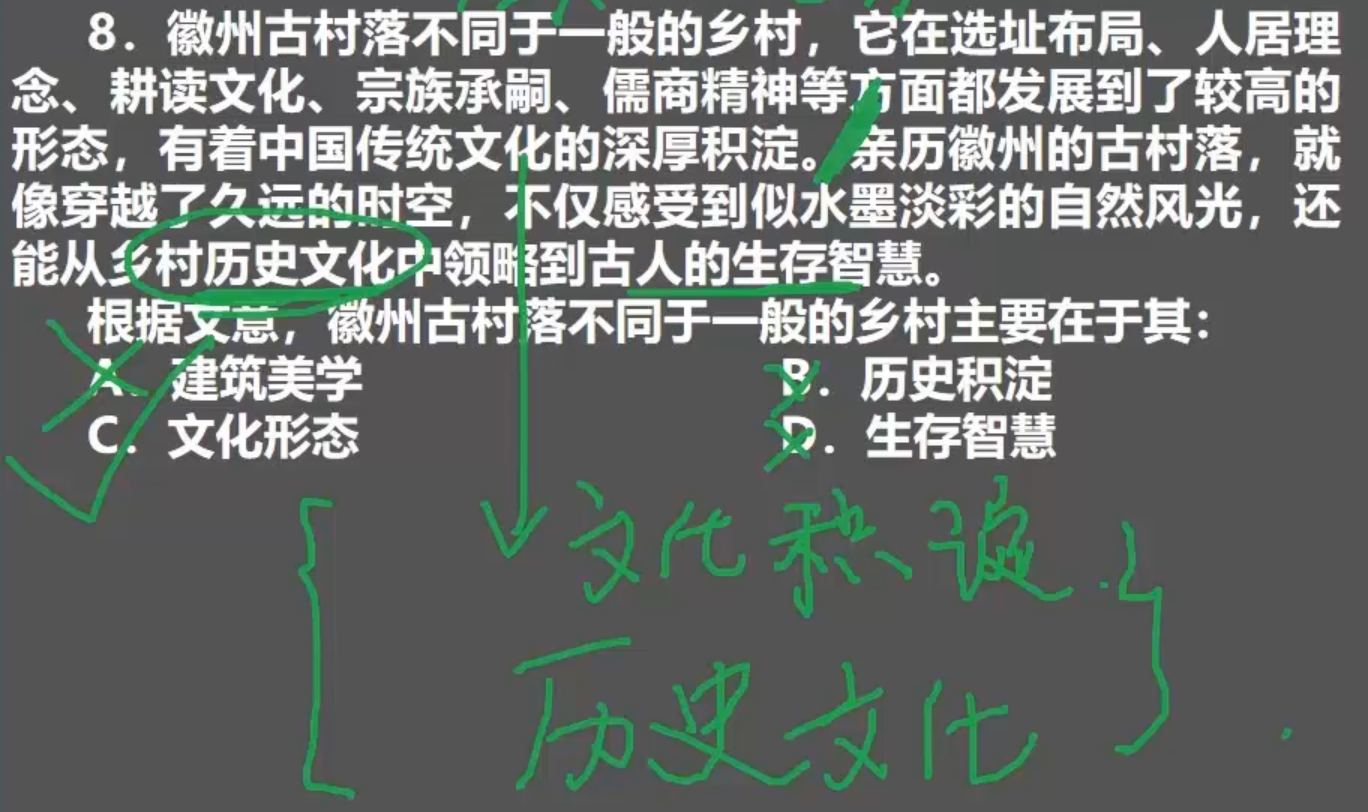 8．徽州古村落不同于一般的乡村，它在选址布局、人居理
念、耕读文化、宗族承嗣、儒商精神等方面都发展到了较高的
形态，有着中国传统文化的深厚积淀。亲历徽州的古村落，就
像穿越了久远的时空，不仅感受到似水墨淡彩的自然风光，还
能从乡村历史文化中领略到古人的生存智慧。
根据文意，徽州古村落不同于一般的乡村主要在于其：
A．建筑美学 B．历史积淀
C．文化形态 D．生存智慧
文化积淀
历史文化